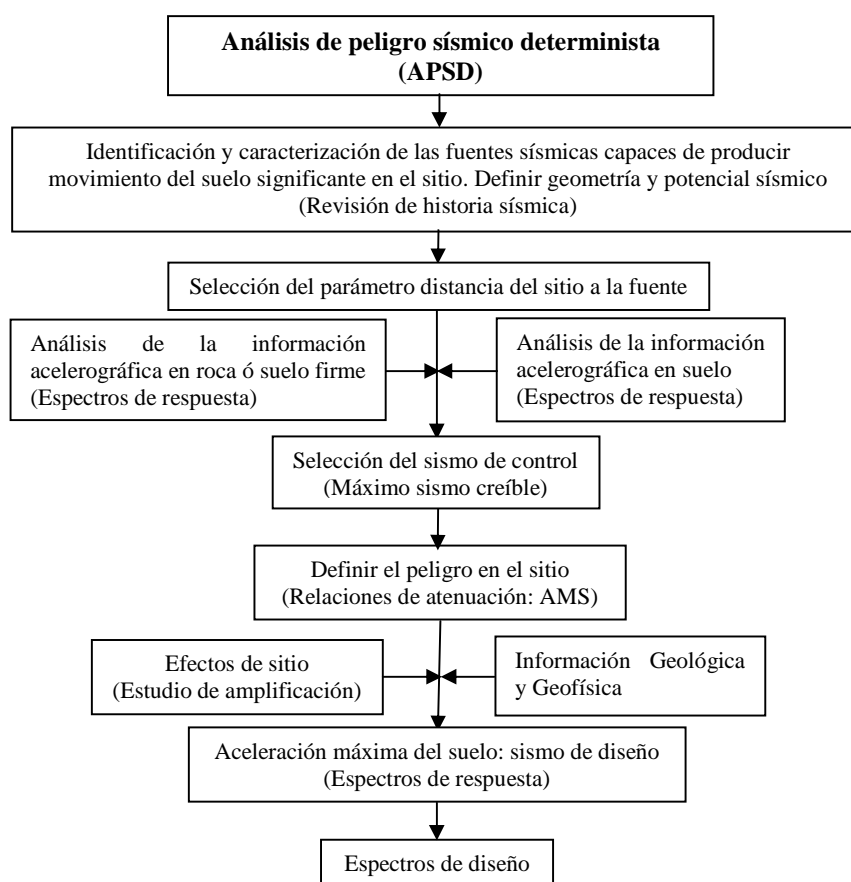 Análisis de peligro sísmico determinista
(APSD)
Identificación y caracterización de las fuentes sísmicas capaces de producir
movimiento del suelo significante en el sitio. Definir geometría y potencial sísmico
(Revisión de historia sísmica)
Selección del parámetro distancia del sitio a la fuente
Análisis de la información
acelerográfica en roca ó suelo firme
(Espectros de respuesta)
Análisis de la información
acelerográfica en suelo
(Espectros de respuesta)
Selección del sismo de control
(Máximo sismo creíble)
Definir el peligro en el sitio
(Relaciones de atenuación: AMS)
Efectos de sitio
(Estudio de amplificación)
Información Geológica
y Geofísica
Aceleración máxima del suelo: sismo de diseño
(Espectros de respuesta)
Espectros de diseño